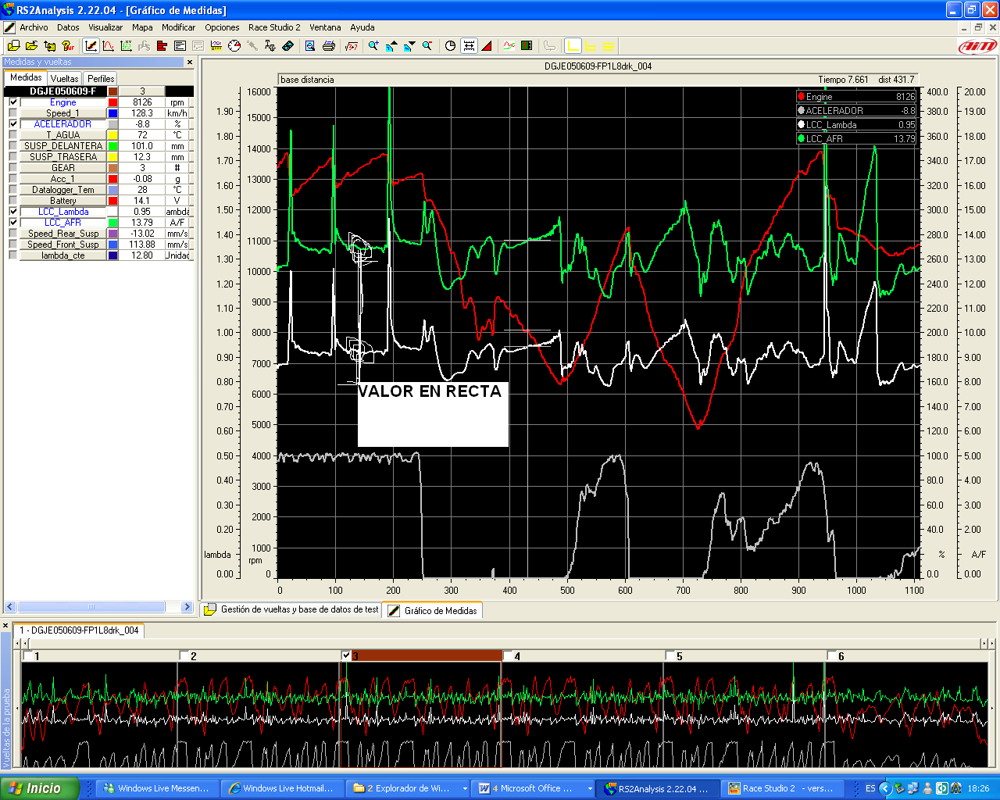 RS2Analysis 2.22.04 - [Gráfico de Medidas]
Archivo Datos Visualizar Mapa Modificar Opciones Race Studio 2 Ventana Ayuda
AiM
Medidas y vueltas x
Medidas Vueltas Perfiles
DGJE050609-F 3
Engine 8126 rpm
Speed_1 128.3 km/h
ACELERADOR -8.8 %
T_AGUA 72 °C
SUSP_DELANTERA 101.0 mm
SUSP_TRASERA 12.3 mm
GEAR 3 #
Acc_1 -0.08 g
Datalogger_Tem 28 °C
Battery 14.1 V
LCC_Lambda 0.95 ambda
LCC_AFR 13.79 A/F
Speed_Rear_Susp -13.02 mm/s
Speed_Front_Susp 113.88 mm/s
lambda_cte 12.80 Unidad
DGJE050609-FP1L8drk_004
base distancia Tiempo 7.661 dist 431.7
Engine 8126
ACELERADOR -8.8
LCC_Lambda 0.95
LCC_AFR 13.79
1.90
1.80
1.70
1.60
1.50
1.40
1.30
1.20
1.10
1.00
0.90
0.80
0.70
0.60
0.50
0.40
0.30
0.20
lambda
0.00
16000
15000
14000
13000
12000
11000
10000
9000
8000
7000
6000
5000
4000
3000
2000
1000
rpm
0
VALOR EN RECTA
400.0
380.0
360.0
340.0
320.0
300.0
280.0
260.0
240.0
220.0
200.0
180.0
160.0
140.0
120.0
100.0
80.0
60.0
40.0
%
0.0
20.00
19.00
18.00
17.00
16.00
15.00
14.00
13.00
12.00
11.00
10.00
9.00
8.00
7.00
6.00
5.00
4.00
3.00
2.00
A/F
0.00
0 100 200 300 400 500 600 700 800 900 1000 1100
Gestión de vueltas y base de datos de test Gráfico de Medidas
1 - DGJE050609-FP1L8drk_004
1 2 3 4 5 6
Vueltas de la prueba
Inicio Windows Live Messen... Windows Live Hotmail... 2 Explorador de Wi... 4 Microsoft Office ... RS2Analysis 2.22.04 ... Race Studio 2 - vers... ES 18:26